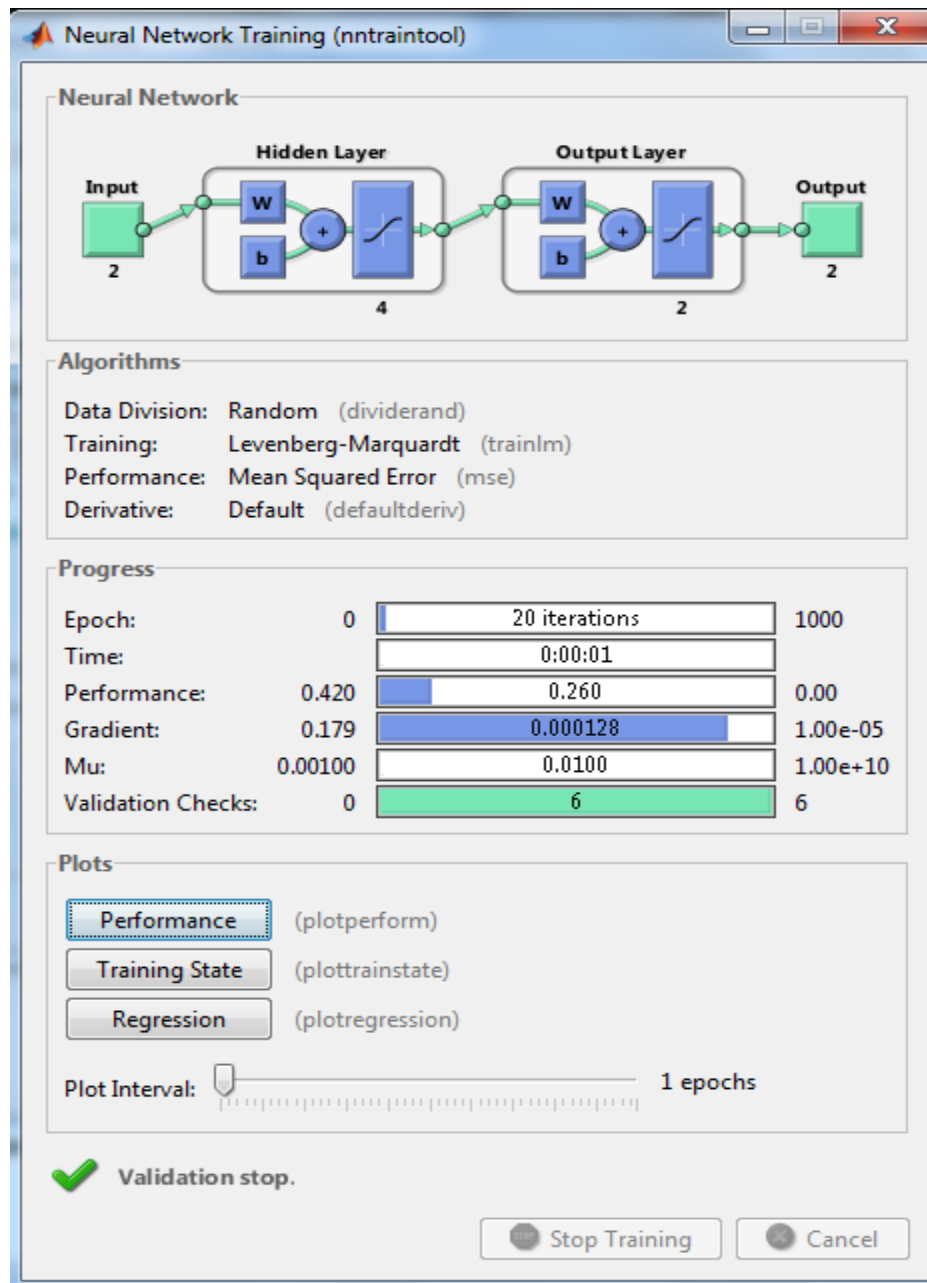 Neural Network Training (nntraintool)
Neural Network
Hidden Layer Output Layer
Input Output
W W
+ +
b b
2 2
4 2
Algorithms
Data Division: Random (dividerand)
Training: Levenberg-Marquardt (trainlm)
Performance: Mean Squared Error (mse)
Derivative: Default (defaultderiv)
Progress
Epoch: 0 20 iterations 1000
Time: 0:00:01
Performance: 0.420 0.260 0.00
Gradient: 0.179 0.000128 1.00e-05
Mu: 0.00100 0.0100 1.00e+10
Validation Checks: 0 6 6
Plots
Performance (plotperform)
Training State (plottrainstate)
Regression (plotregression)
Plot Interval: 1 epochs
Validation stop.
Stop Training Cancel